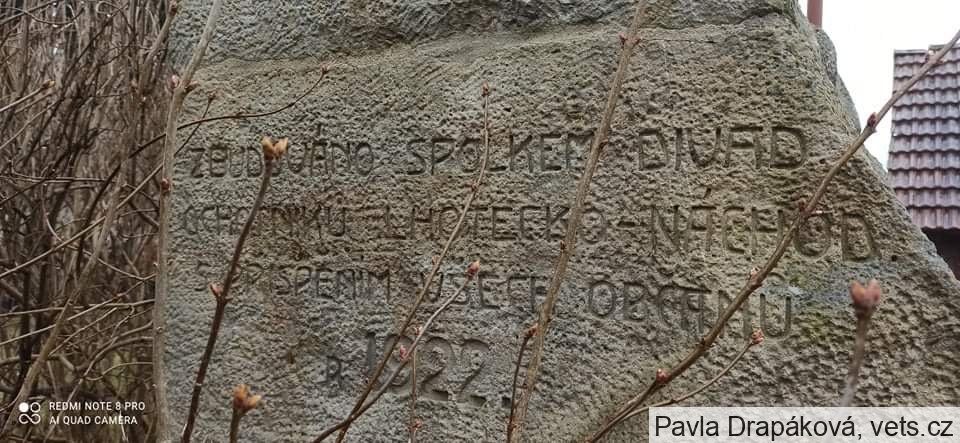 ZBUDOVÁNO SPOLKEM DIVAD
OCHOTNÍKŮ LHOTECKO-NÁCHOD.
S PŘISPĚNÍM VŠECH OBČANŮ
R. 1922.
REDMI NOTE 8 PRO
AI QUAD CAMERA
Pavla Drapáková, vets.cz